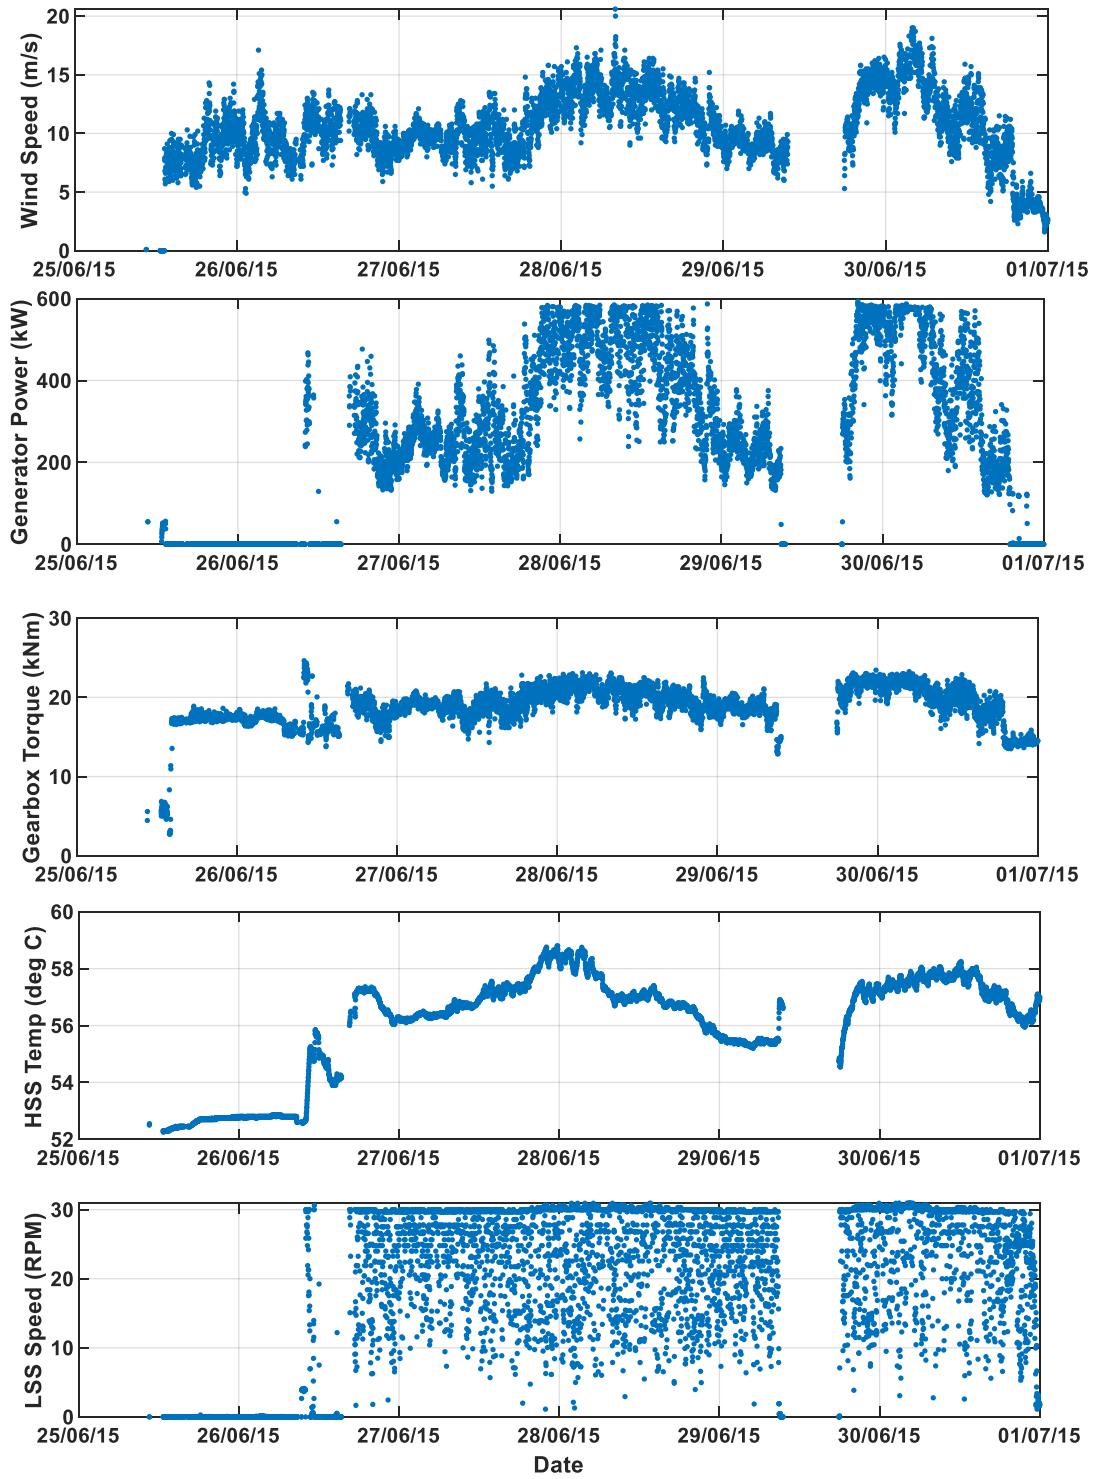 Wind Speed (m/s)
20
15
10
5
0
25/06/15 26/06/15 27/06/15 28/06/15 29/06/15 30/06/15 01/07/15
Generator Power (kW)
600
400
200
0
25/06/15 26/06/15 27/06/15 28/06/15 29/06/15 30/06/15 01/07/15
Gearbox Torque (kNm)
30
20
10
0
25/06/15 26/06/15 27/06/15 28/06/15 29/06/15 30/06/15 01/07/15
HSS Temp (deg C)
60
58
56
54
52
25/06/15 26/06/15 27/06/15 28/06/15 29/06/15 30/06/15 01/07/15
LSS Speed (RPM)
30
20
10
0
25/06/15 26/06/15 27/06/15 28/06/15 29/06/15 30/06/15 01/07/15
Date